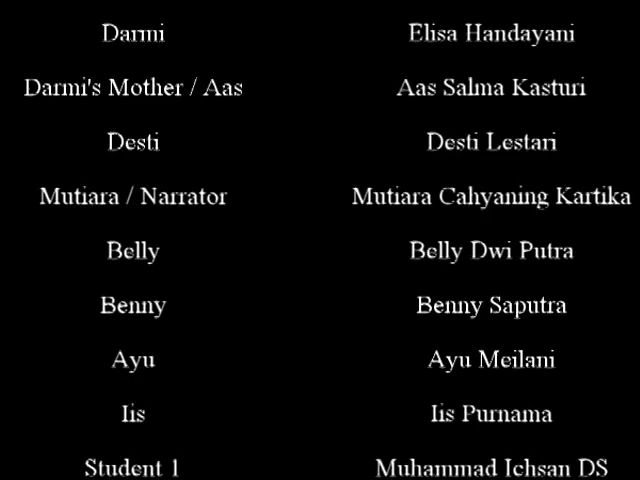 Darmi Elisa Handayani
Darmi's Mother / Aas Aas Salma Kasturi
Desti Desti Lestari
Mutiara / Narrator Mutiara Cahyaning Kartika
Belly Belly Dwi Putra
Benny Benny Saputra
Ayu Ayu Meilani
Iis Iis Purnama
Student 1 Muhammad Ichsan DS